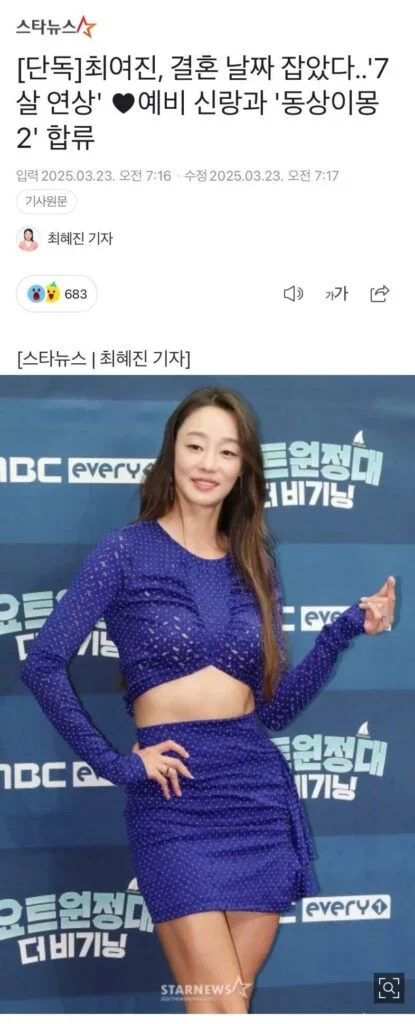 스타뉴스
[단독]최여진, 결혼 날짜 잡았다..'7
살 연상' ♥예비 신랑과 '동상이몽
2' 합류
입력 2025.03.23. 오전 7:16 · 수정 2025.03.23. 오전 7:17
기사원문
최혜진 기자
683
가가
[스타뉴스 | 최혜진 기자]
MBC every1
요트원정대
더 비기닝
요트원정대
더 비기닝
MBC eve
MBC e
요트원정대
더 비기닝
요트원정대
더 비기닝
every1
STARNEWS